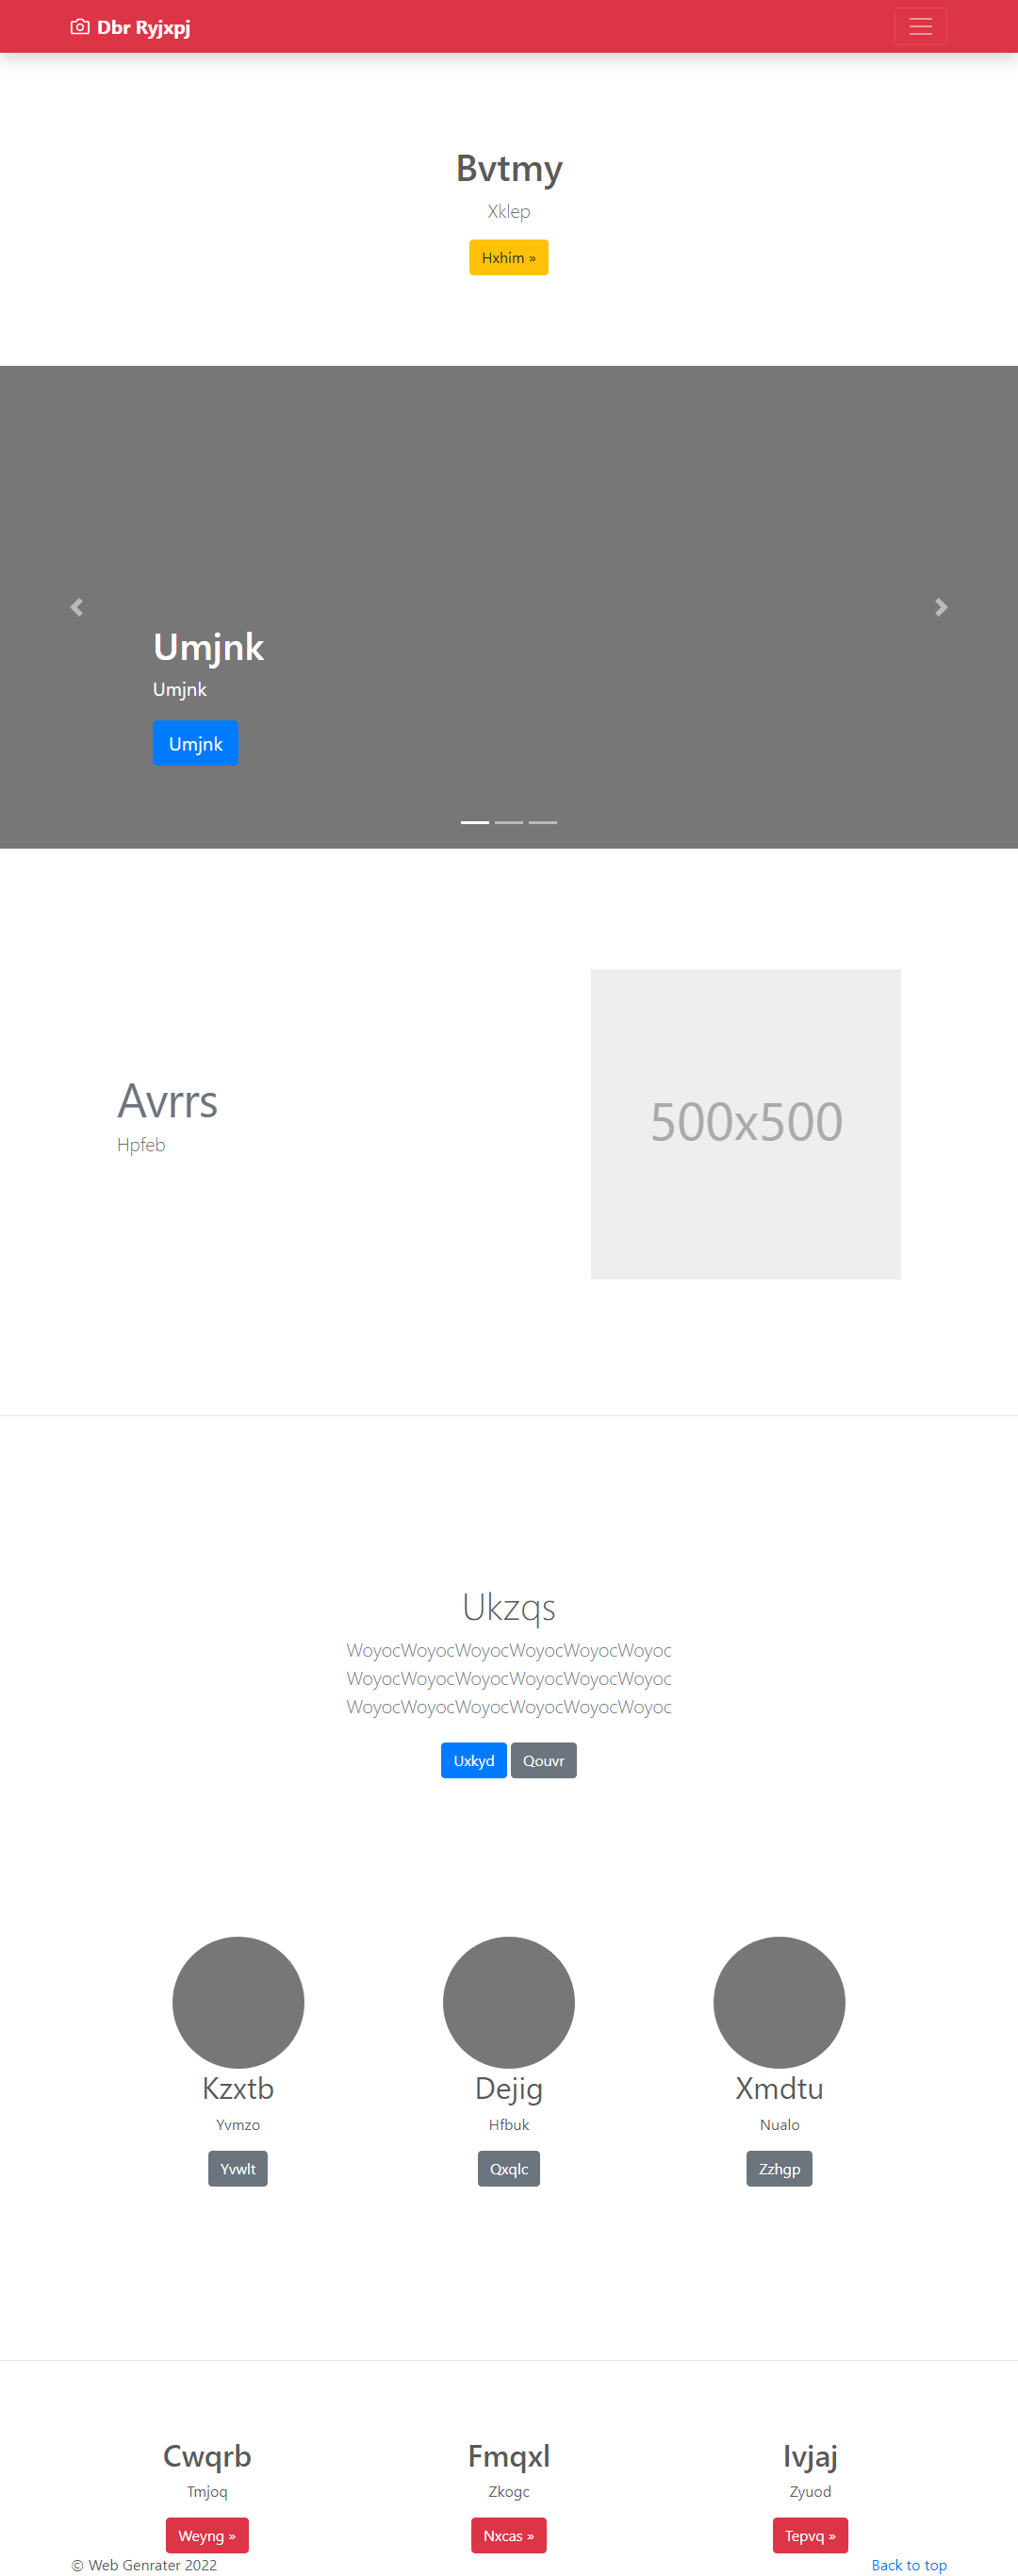 Dbr Ryjxpj
Bvtmy
Xklep
Hxhim »
Umjnk
Umjnk
Umjnk
Avrrs
Hpfeb
500x500
Ukzqs
WoyocWoyocWoyocWoyocWoyocWoyoc
WoyocWoyocWoyocWoyocWoyocWoyoc
WoyocWoyocWoyocWoyocWoyocWoyoc
Uxkyd Qouvr
Kzxtb Dejig Xmdtu
Yvmzo Hfbuk Nualo
Yvwlt Qxqlc Zzhgp
Cwqrb Fmqxl Ivjaj
Tmjoq Zkogc Zyuod
Weyng » Nxcas » Tepvq »
© Web Genrater 2022 Back to top